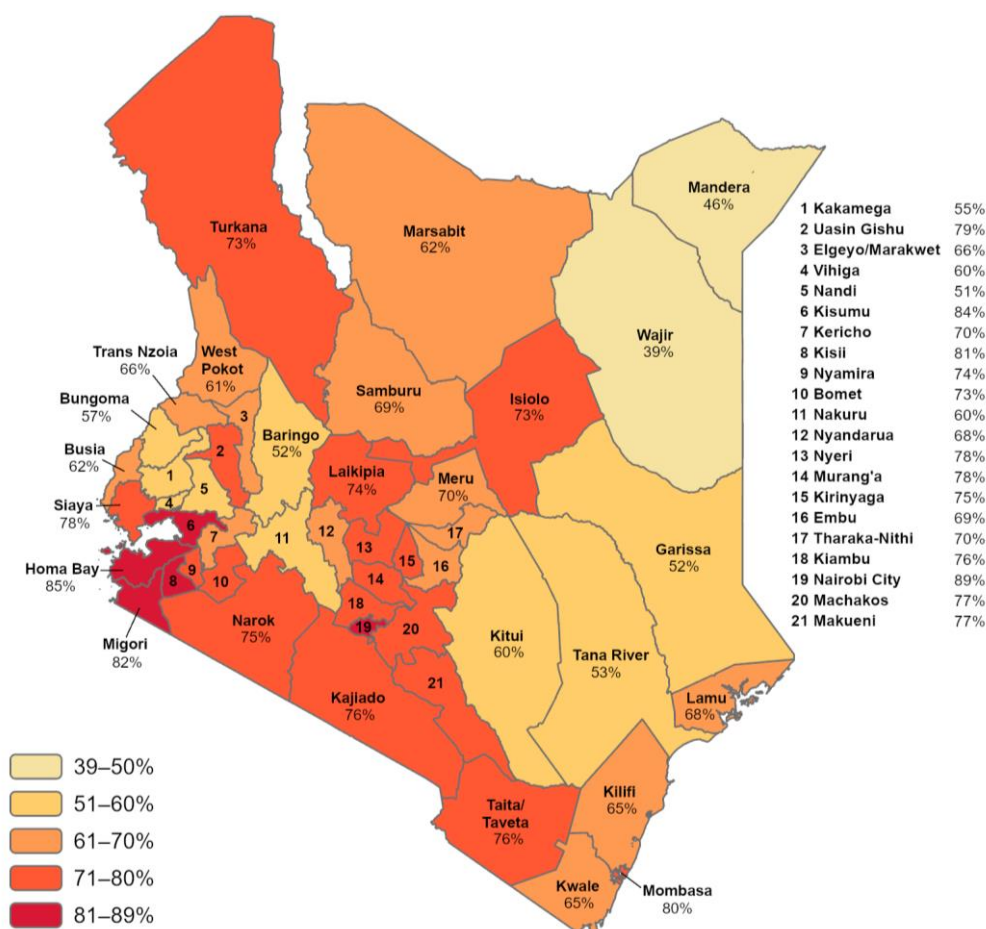 Mandera
46%
Turkana
73%
Marsabit
62%
Wajir
39%
Trans Nzoia
66%
West
Pokot
61%
Samburu
69%
Isiolo
73%
Bungoma
57%
Baringo
52%
Busia
62%
Laikipia
74%
Meru
70%
Siaya
78%
Garissa
52%
Homa Bay
85%
Migori
82%
Narok
75%
Kitui
60%
Tana River
53%
Kajiado
76%
Lamu
68%
Taita/
Taveta
76%
Kilifi
65%
Kwale
65%
Mombasa
80%
3
2
1
5
4
6
7
11
12
17
13
15
16
9
8
10
14
18
19
20
21
1 Kakamega 55%
2 Uasin Gishu 79%
3 Elgeyo/Marakwet 66%
4 Vihiga 60%
5 Nandi 51%
6 Kisumu 84%
7 Kericho 70%
8 Kisii 81%
9 Nyamira 74%
10 Bomet 73%
11 Nakuru 60%
12 Nyandarua 68%
13 Nyeri 78%
14 Murang'a 78%
15 Kirinyaga 75%
16 Embu 69%
17 Tharaka-Nithi 70%
18 Kiambu 76%
19 Nairobi City 89%
20 Machakos 77%
21 Makueni 77%
39–50%
51–60%
61–70%
71–80%
81–89%